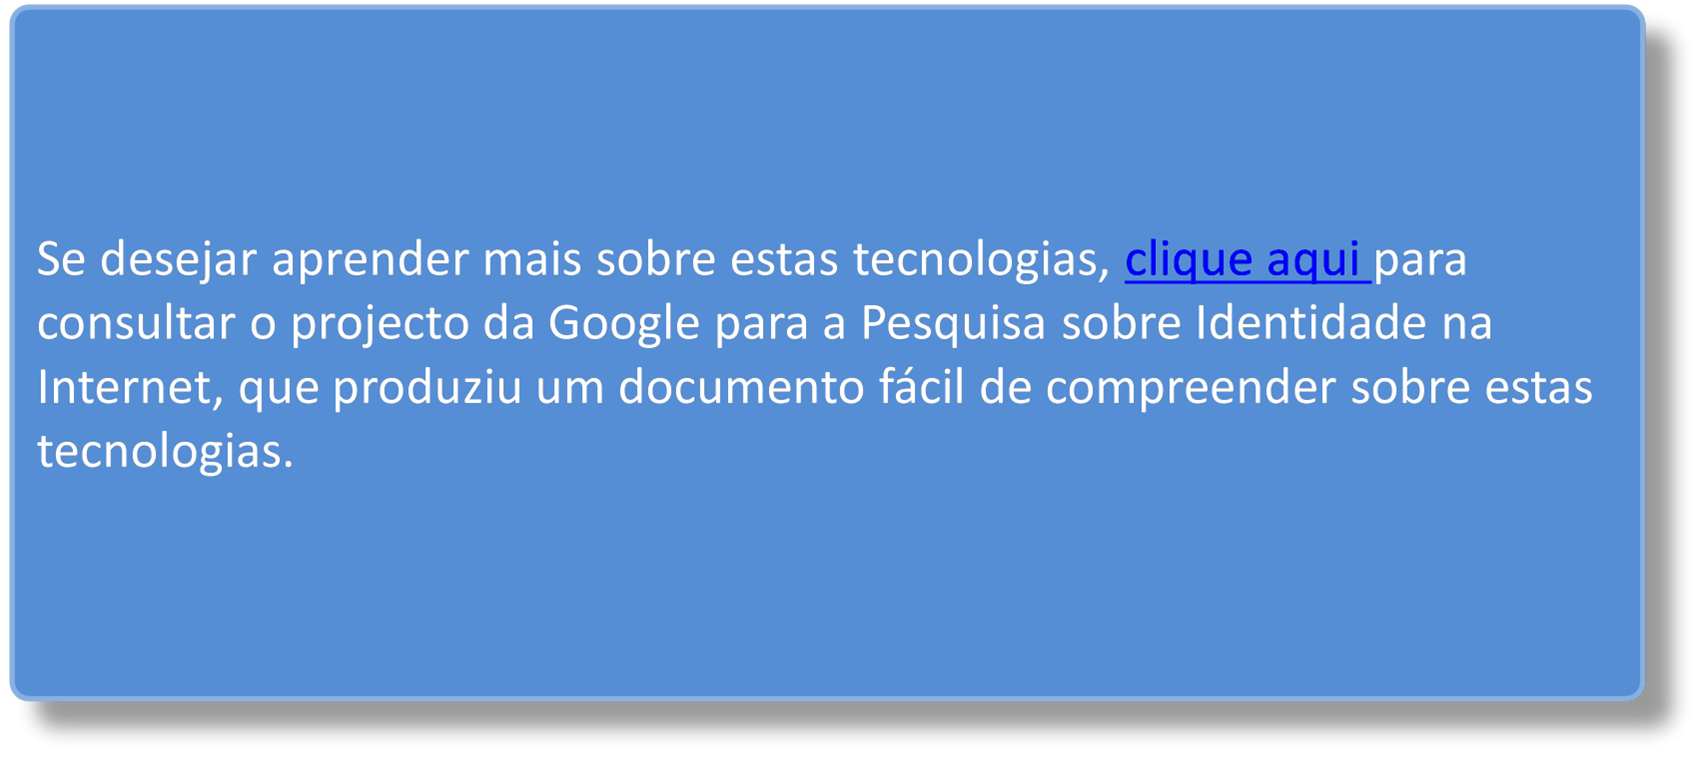 Se desejar aprender mais sobre estas tecnologias, clique aqui para
consultar o projecto da Google para a Pesquisa sobre Identidade na
Internet, que produziu um documento fácil de compreender sobre estas
tecnologias.